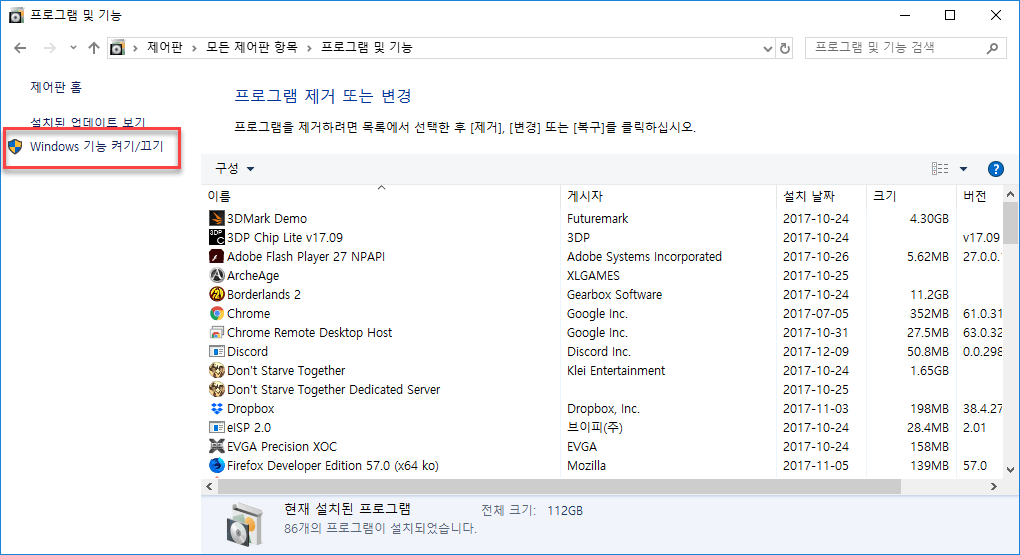 프로그램 및 기능
제어판 모든 제어판 항목 프로그램 및 기능 프로그램 및 기능 검색
제어판 홈
설치된 업데이트 보기
Windows 기능 켜기/끄기
프로그램 제거 또는 변경
프로그램을 제거하려면 목록에서 선택한 후 [제거], [변경] 또는 [복구]를 클릭하십시오.
구성
이름 게시자 설치 날짜 크기 버전
3DMark Demo Futuremark 2017-10-24 4.30GB
3DP Chip Lite v17.09 3DP 2017-10-24 v17.09
Adobe Flash Player 27 NPAPI Adobe Systems Incorporated 2017-10-26 5.62MB 27.0.0.
ArcheAge XLGAMES 2017-10-25
Borderlands 2 Gearbox Software 2017-10-24 11.2GB
Chrome Google Inc. 2017-07-05 352MB 61.0.31
Chrome Remote Desktop Host Google Inc. 2017-10-31 27.5MB 63.0.32
Discord Discord Inc. 2017-12-09 50.8MB 0.0.298
Don't Starve Together Klei Entertainment 2017-10-24 1.65GB
Don't Starve Together Dedicated Server 2017-10-25
Dropbox Dropbox, Inc. 2017-11-03 198MB 38.4.27
eISP 2.0 브이피(주) 2017-10-24 28.4MB 2.01
EVGA Precision XOC EVGA 2017-10-24 158MB
Firefox Developer Edition 57.0 (x64 ko) Mozilla 2017-11-05 139MB 57.0
현재 설치된 프로그램 전체 크기: 112GB
86개의 프로그램이 설치되었습니다.